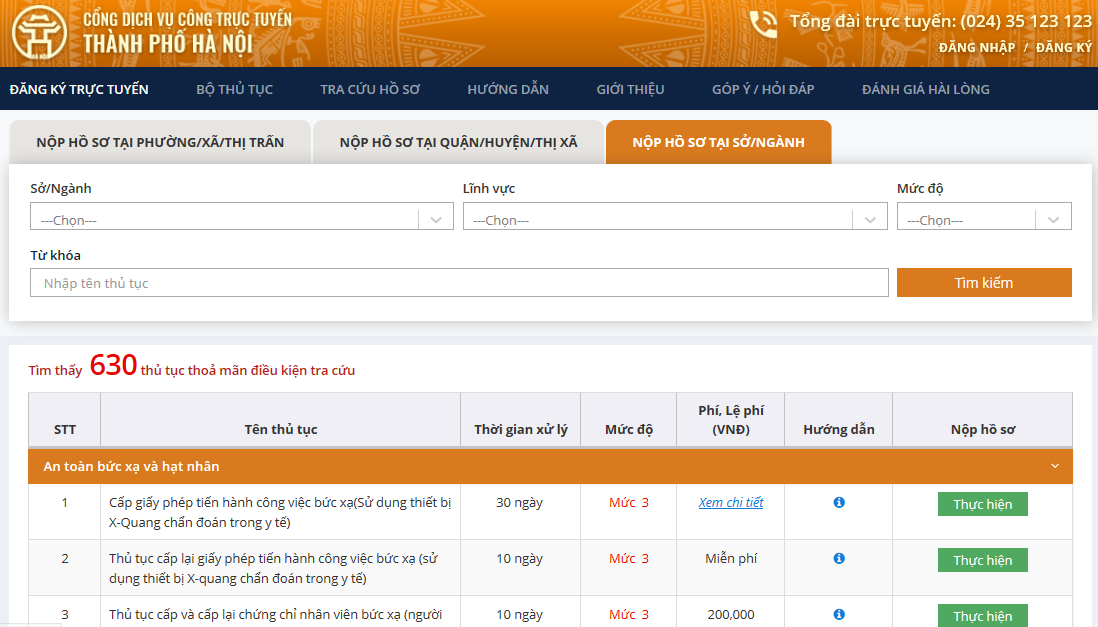 CỔNG DỊCH VỤ CÔNG TRỰC TUYẾN
THÀNH PHỐ HÀ NỘI
Tổng đài trực tuyến: (024) 35 123 123
ĐĂNG NHẬP / ĐĂNG KÝ
ĐĂNG KÝ TRỰC TUYẾN BỘ THỦ TỤC TRA CỨU HỒ SƠ HƯỚNG DẪN GIỚI THIỆU GÓP Ý / HỎI ĐÁP ĐÁNH GIÁ HÀI LÒNG
NỘP HỒ SƠ TẠI PHƯỜNG/XÃ/THỊ TRẤN NỘP HỒ SƠ TẠI QUẬN/HUYỆN/THỊ XÃ NỘP HỒ SƠ TẠI SỞ/NGÀNH
Sở/Ngành Lĩnh vực Mức độ
---Chọn--- ---Chọn--- ---Chọn---
Từ khóa
Nhập tên thủ tục Tìm kiếm
Tìm thấy 630 thủ tục thoả mãn điều kiện tra cứu
STT Tên thủ tục Thời gian xử lý Mức độ Phí, Lệ phí (VNĐ) Hướng dẫn Nộp hồ sơ
An toàn bức xạ và hạt nhân
1 Cấp giấy phép tiến hành công việc bức xạ(Sử dụng thiết bị 30 ngày Mức 3 Xem chi tiết Thực hiện
X-Quang chẩn đoán trong y tế)
2 Thủ tục cấp lại giấy phép tiến hành công việc bức xạ (sử 10 ngày Mức 3 Miễn phí Thực hiện
dụng thiết bị X-quang chẩn đoán trong y tế)
3 Thủ tục cấp và cấp lại chứng chỉ nhân viên bức xạ (người 10 ngày Mức 3 200,000 Thực hiện